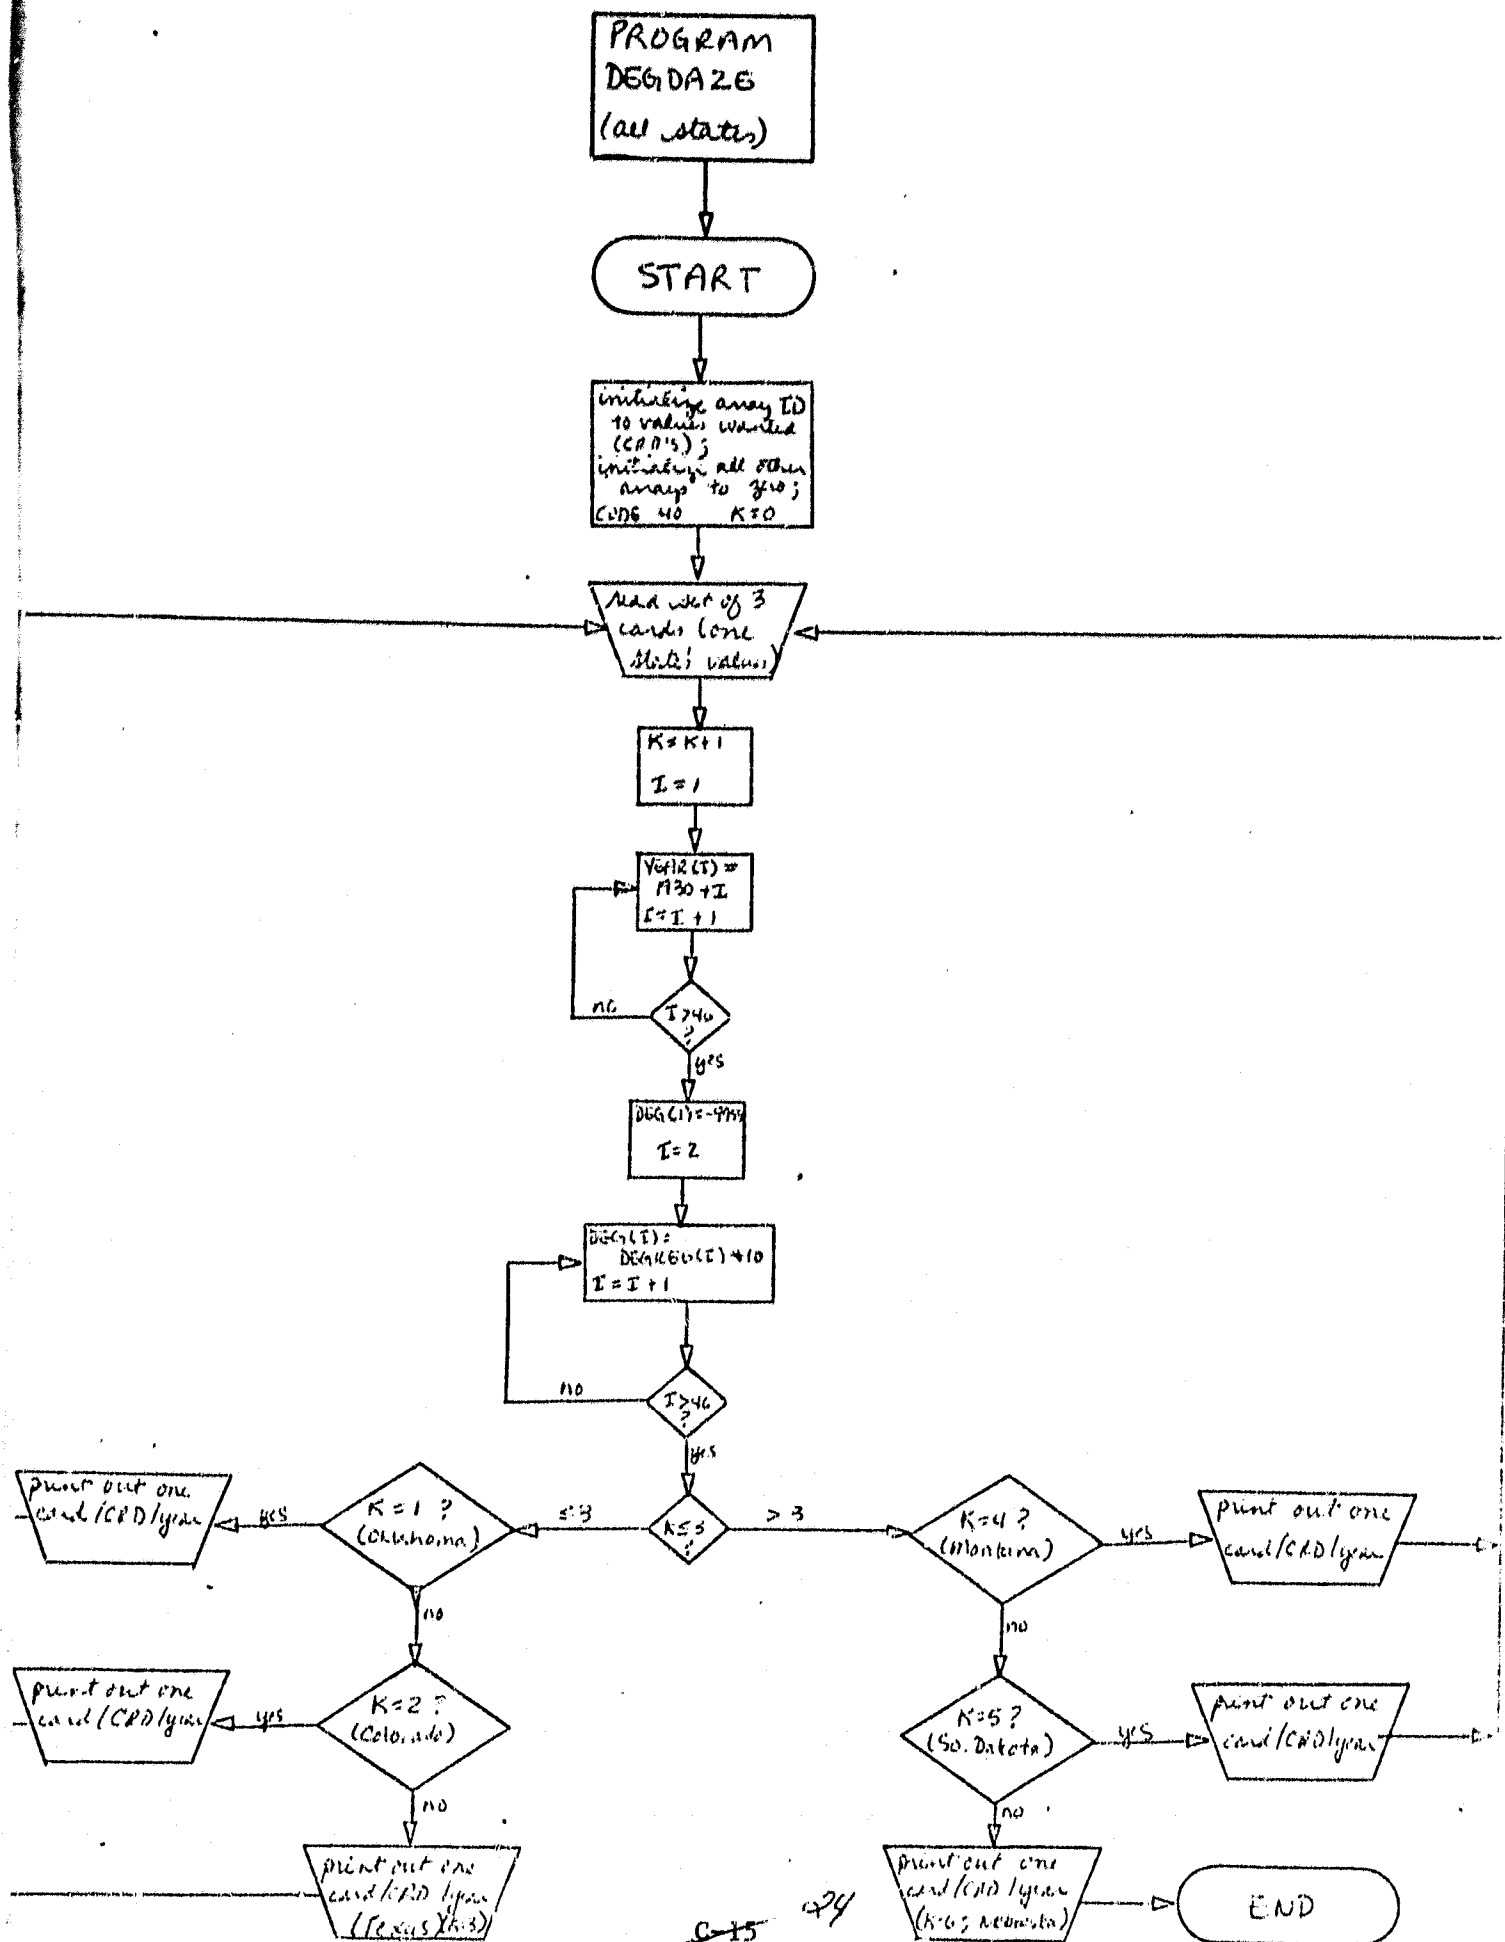 PROGRAM
DEGDAZE
(all states)
START
initialize array ID
to values wanted
(CRD's);
initialize all other
arrays to zero;
CODE 40 K=0
read set of 3
cards (one
state's values)
K=K+1
I=1
YEAR(I)=
1930+I
I=I+1
I>46
?
no
yes
DEG(1)=-9999
I=2
DEG(I)=
DEGREG(I)*10
I=I+1
I>46
?
no
yes
K≤3
?
≤3
>3
K=1?
(Oklahoma)
yes
print out one
card/CRD/year
no
K=2?
(Colorado)
yes
print out one
card/CRD/year
no
print out one
card/CRD/year
(Texas)(K=3)
K=4?
(Montana)
yes
print out one
card/CRD/year
no
K=5?
(So. Dakota)
yes
print out one
card/CRD/year
no
print out one
card/CRD/year
(K=6; Nebraska)
END
C-15
24